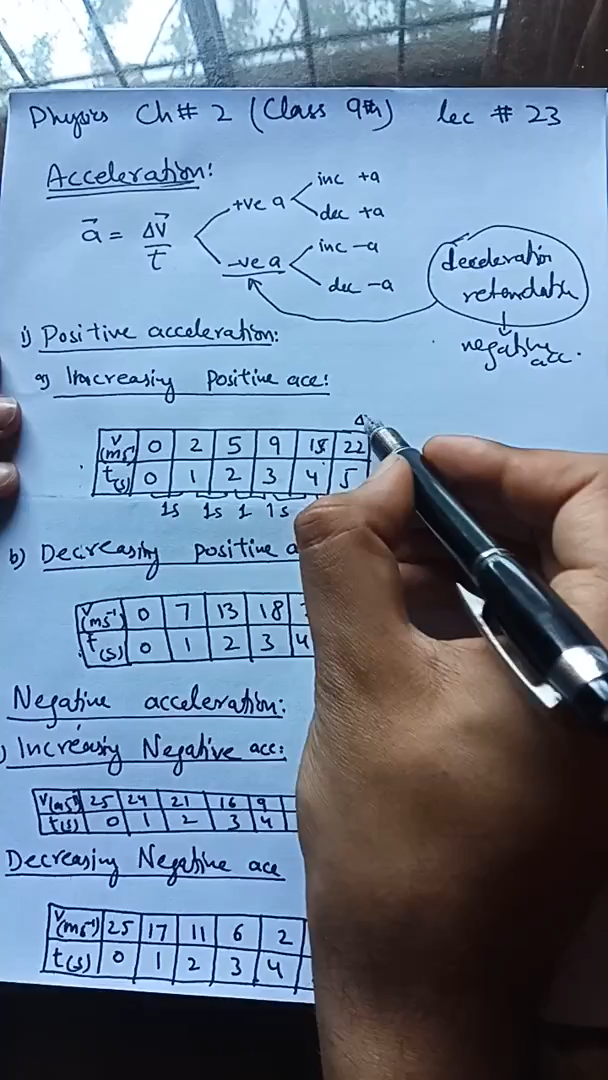 Physics Ch # 2 (Class 9th) lec # 23
Acceleration:
a = Δv/t
+ve a
inc +a
dec +a
-ve a
inc -a
dec -a
deceleration
retardation
negative acc.
i) Positive acceleration:
a) Increasing positive acc:
v (ms⁻¹) 0 2 5 9 15 22
t(s) 0 1 2 3 4 5
1s 1s 1 1s
b) Decreasing positive a
v (ms⁻¹) 0 7 13 18
t(s) 0 1 2 3 4
Negative acceleration:
) Increasing Negative acc:
v(ms⁻¹) 25 24 21 16 9
t(s) 0 1 2 3 4
Decreasing Negative acc
v(ms⁻¹) 25 17 11 6 2
t(s) 0 1 2 3 4